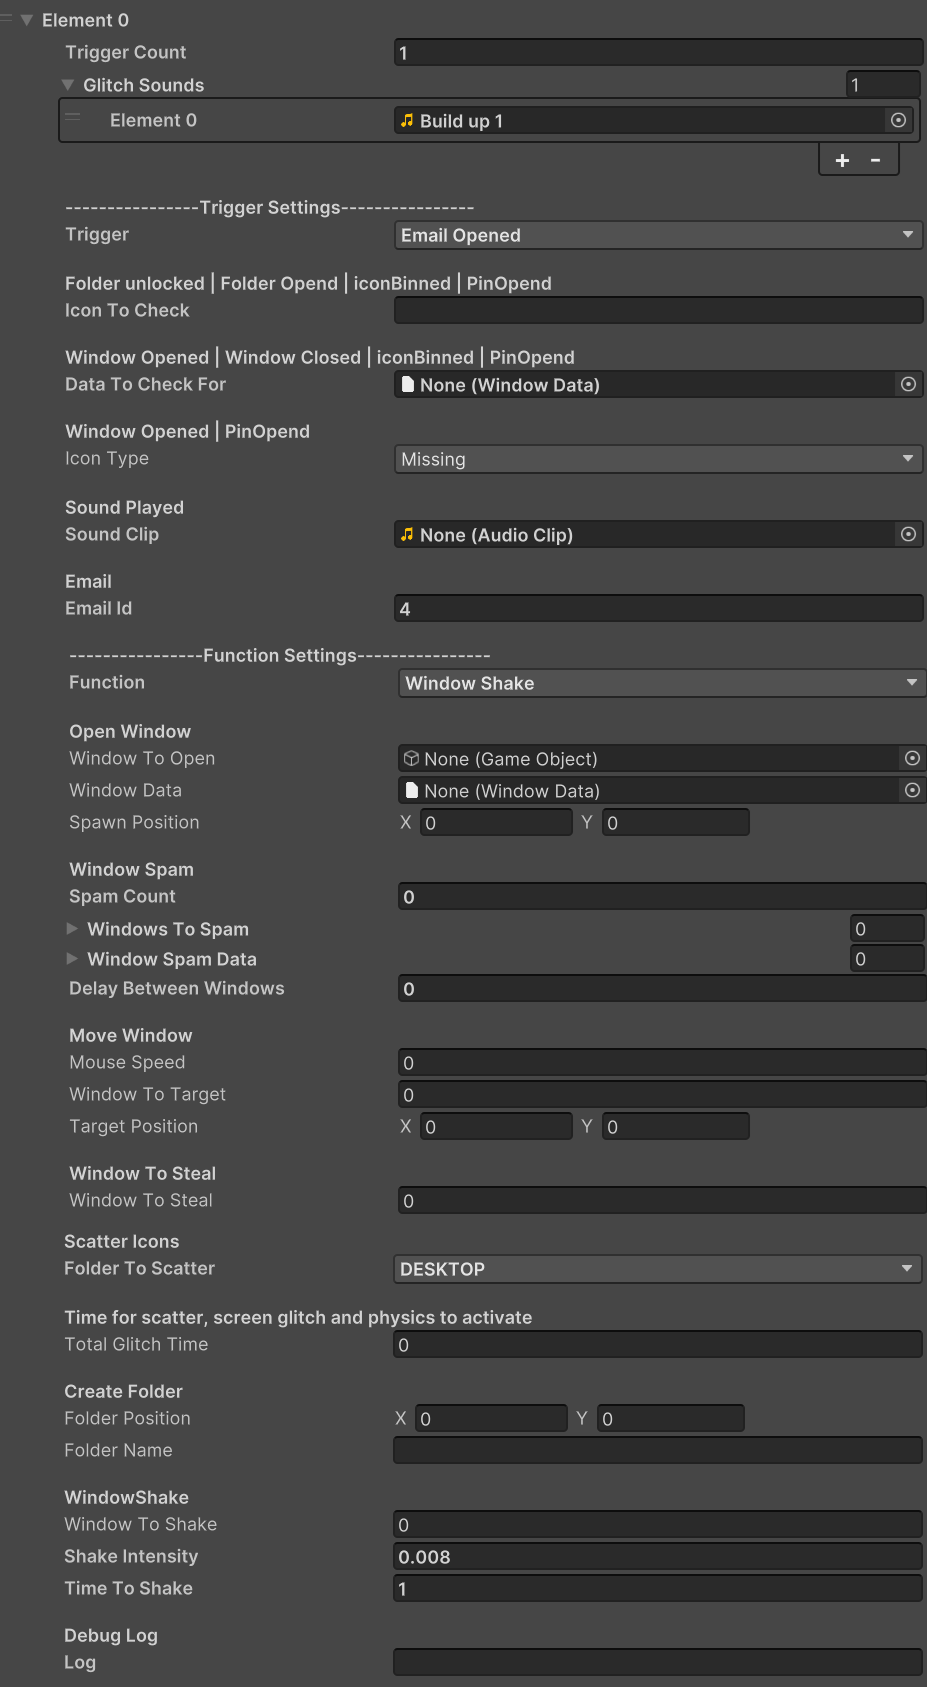 Element 0
Trigger Count 1
Glitch Sounds 1
Element 0 Build up 1
+ -
----------------Trigger Settings----------------
Trigger Email Opened
Folder unlocked | Folder Opend | iconBinned | PinOpend
Icon To Check
Window Opened | Window Closed | iconBinned | PinOpend
Data To Check For None (Window Data)
Window Opened | PinOpend
Icon Type Missing
Sound Played
Sound Clip None (Audio Clip)
Email
Email Id 4
----------------Function Settings----------------
Function Window Shake
Open Window
Window To Open None (Game Object)
Window Data None (Window Data)
Spawn Position X 0 Y 0
Window Spam
Spam Count 0
Windows To Spam 0
Window Spam Data 0
Delay Between Windows 0
Move Window
Mouse Speed 0
Window To Target 0
Target Position X 0 Y 0
Window To Steal
Window To Steal 0
Scatter Icons
Folder To Scatter DESKTOP
Time for scatter, screen glitch and physics to activate
Total Glitch Time 0
Create Folder
Folder Position X 0 Y 0
Folder Name
WindowShake
Window To Shake 0
Shake Intensity 0.008
Time To Shake 1
Debug Log
Log